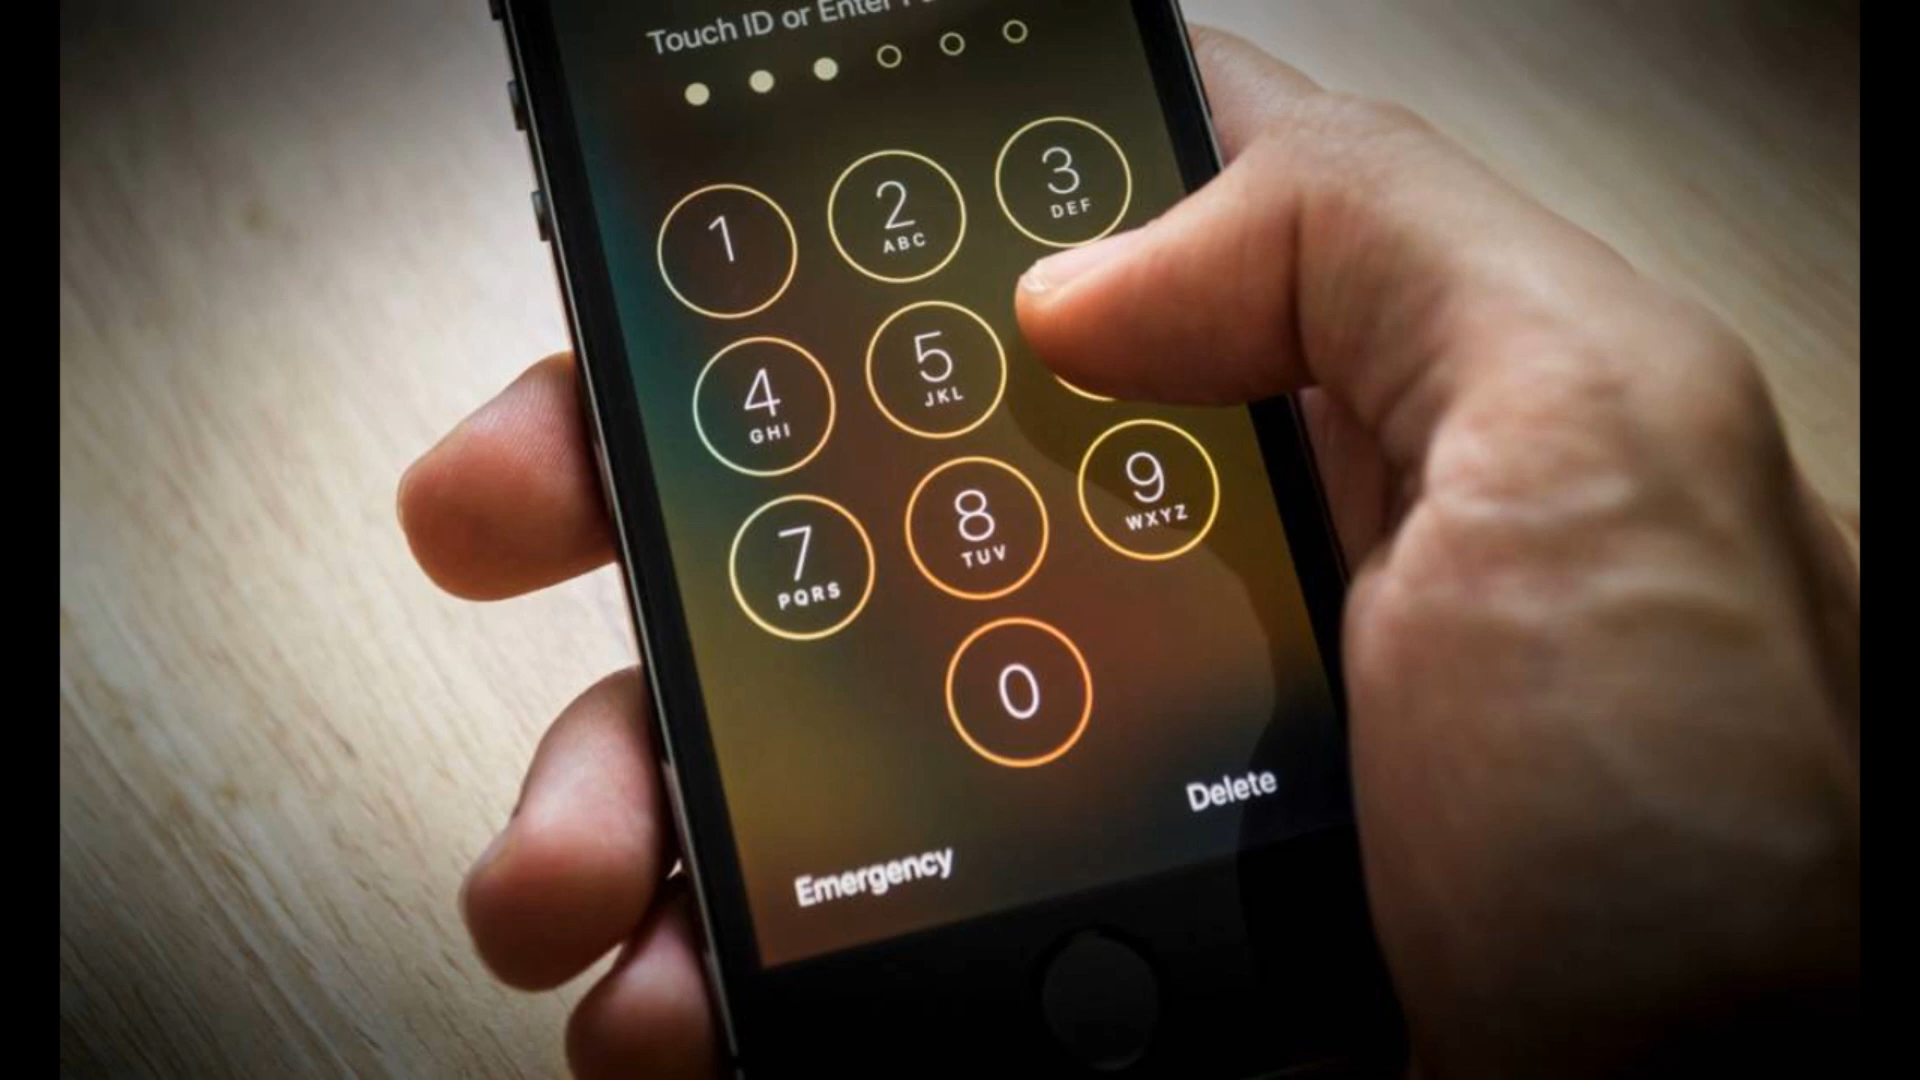 Touch ID or Enter
1
2
ABC
3
DEF
4
GHI
5
JKL
7
PQRS
8
TUV
9
WXYZ
0
Delete
Emergency